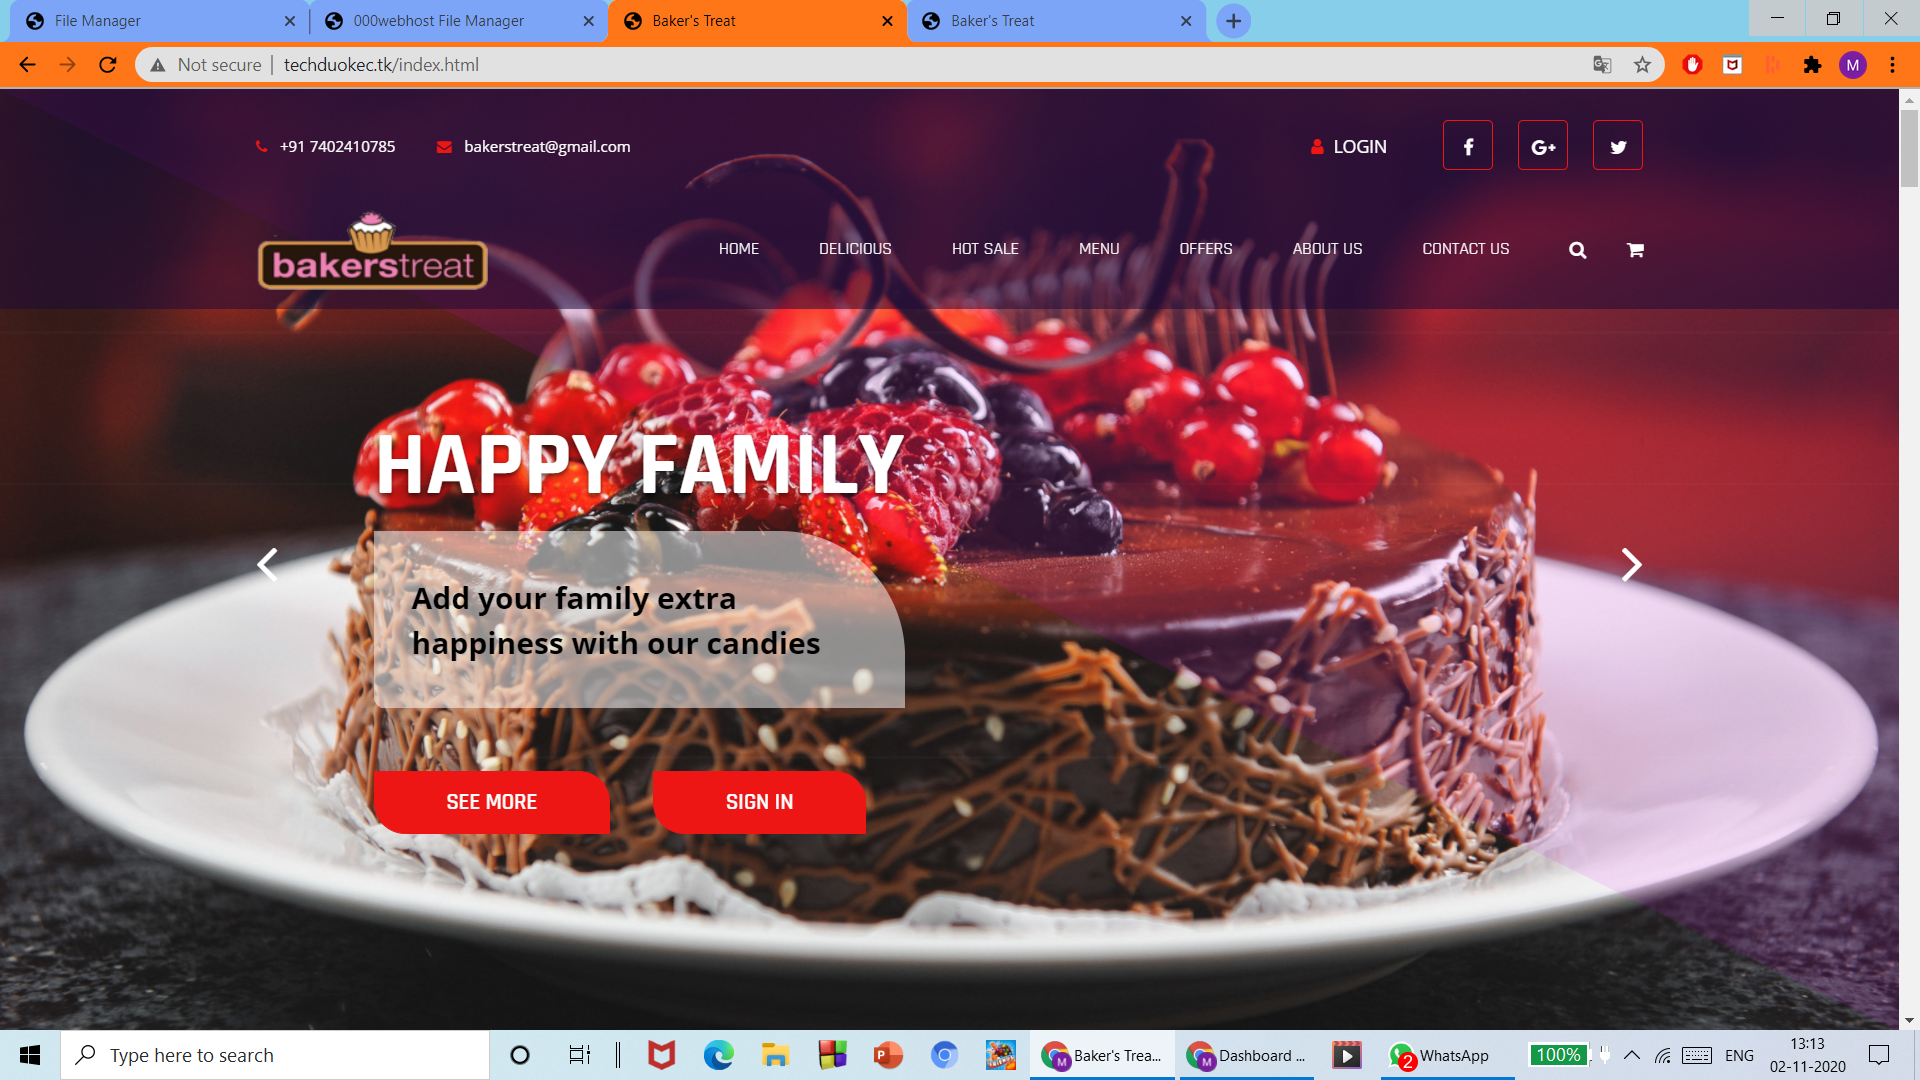 File Manager
000webhost File Manager
Baker's Treat
Baker's Treat
Not secure
techduokec.tk/index.html
M
+91 7402410785
bakerstreat@gmail.com
LOGIN
bakerstreat
HOME
DELICIOUS
HOT SALE
MENU
OFFERS
ABOUT US
CONTACT US
HAPPY FAMILY
Add your family extra
happiness with our candies
SEE MORE
SIGN IN
Type here to search
Baker's Trea...
Dashboard ...
2
WhatsApp
100%
ENG
13:13
02-11-2020